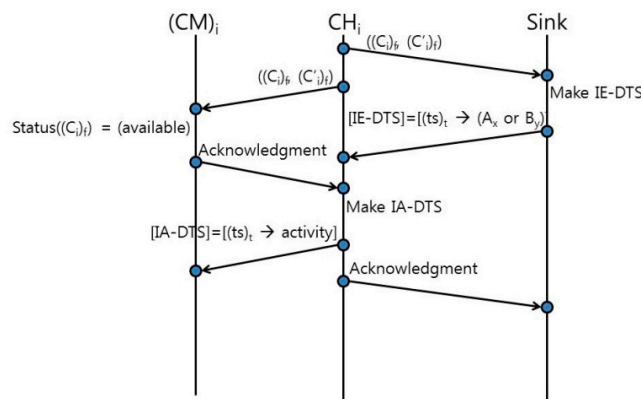 (CM)i CHi Sink
((Ci)f, (C'i)f)
((Ci)f, (C'i)f)
Make IE-DTS
[IE-DTS]=[(ts)t → (Ax or By)
Status((Ci)f) = (available)
Acknowledgment
Make IA-DTS
[IA-DTS]=[(ts)t → activity]
Acknowledgment